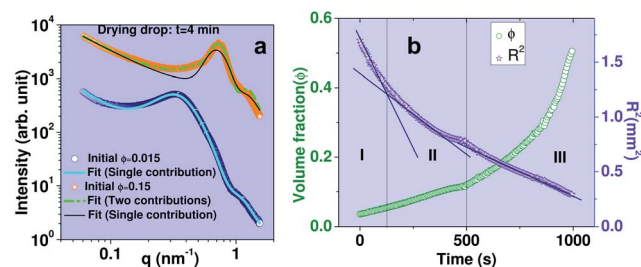 Drying drop: t=4 min
a
Intensity (arb. unit)
10^5
10^4
10^3
10^2
10^1
10^0
Initial ϕ=0.015
Fit (Single contribution)
Initial ϕ=0.15
Fit (Two contributions)
Fit (Single contribution)
0.1
1
q (nm^-1)
b
ϕ
R^2
Volume fraction(ϕ)
0.6
0.4
0.2
0.0
I
II
III
0
500
1000
Time (s)
1.5
1.0
0.5
0.0
R^2(mm^2)